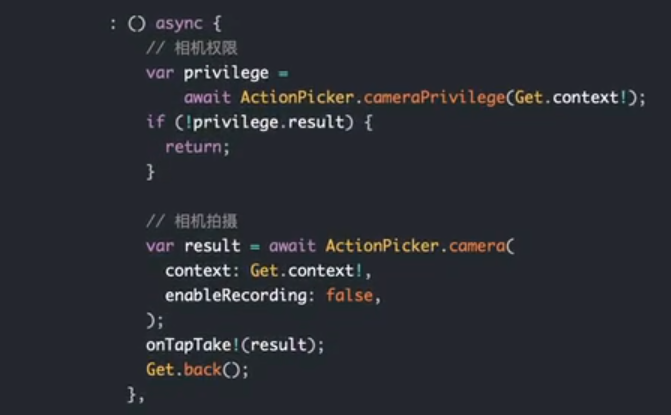 : () async {
// 相机权限
var privilege =
await ActionPicker.cameraPrivilege(Get.context!);
if (!privilege.result) {
return;
}
// 相机拍摄
var result = await ActionPicker.camera(
context: Get.context!,
enableRecording: false,
);
onTapTake!(result);
Get.back();
},